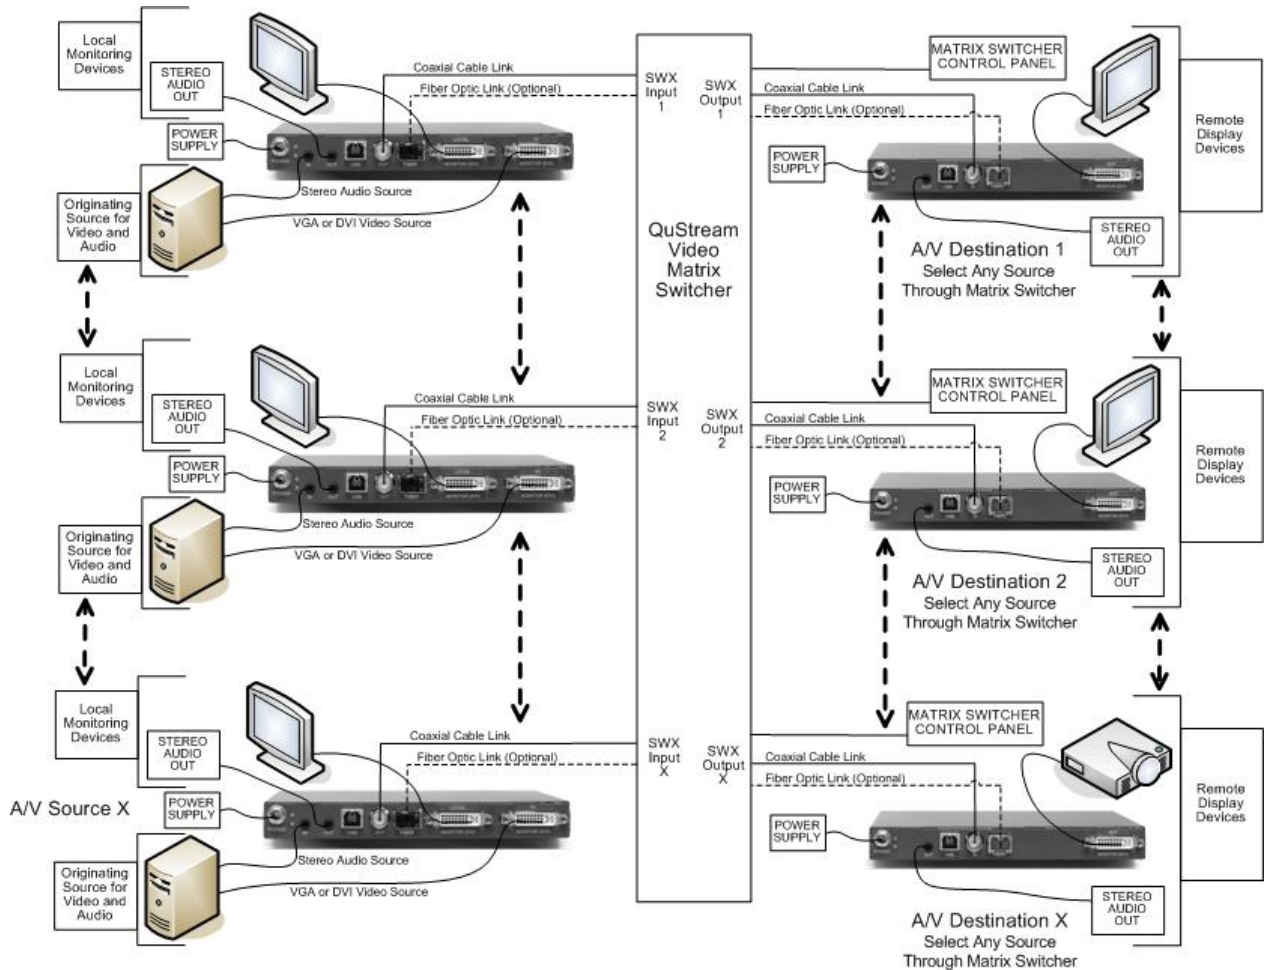 Local
Monitoring
Devices
STEREO
AUDIO
OUT
POWER
SUPPLY
Originating
Source for
Video and
Audio
Coaxial Cable Link
Fiber Optic Link (Optional)
Stereo Audio Source
VGA or DVI Video Source
SWX
Input
1
SWX
Output
1
MATRIX SWITCHER
CONTROL PANEL
Coaxial Cable Link
Fiber Optic Link (Optional)
POWER
SUPPLY
Remote
Display
Devices
STEREO
AUDIO
OUT
A/V Destination 1
Select Any Source
Through Matrix Switcher
QuStream
Video
Matrix
Switcher
Local
Monitoring
Devices
STEREO
AUDIO
OUT
POWER
SUPPLY
Originating
Source for
Video and
Audio
Coaxial Cable Link
Fiber Optic Link (Optional)
Stereo Audio Source
VGA or DVI Video Source
SWX
Input
2
SWX
Output
2
MATRIX SWITCHER
CONTROL PANEL
Coaxial Cable Link
Fiber Optic Link (Optional)
POWER
SUPPLY
Remote
Display
Devices
STEREO
AUDIO
OUT
A/V Destination 2
Select Any Source
Through Matrix Switcher
Local
Monitoring
Devices
STEREO
AUDIO
OUT
A/V Source X
POWER
SUPPLY
Originating
Source for
Video and
Audio
Coaxial Cable Link
Fiber Optic Link (Optional)
Stereo Audio Source
VGA or DVI Video Source
SWX
Input
X
SWX
Output
X
MATRIX SWITCHER
CONTROL PANEL
Coaxial Cable Link
Fiber Optic Link (Optional)
POWER
SUPPLY
Remote
Display
Devices
STEREO
AUDIO
OUT
A/V Destination X
Select Any Source
Through Matrix Switcher